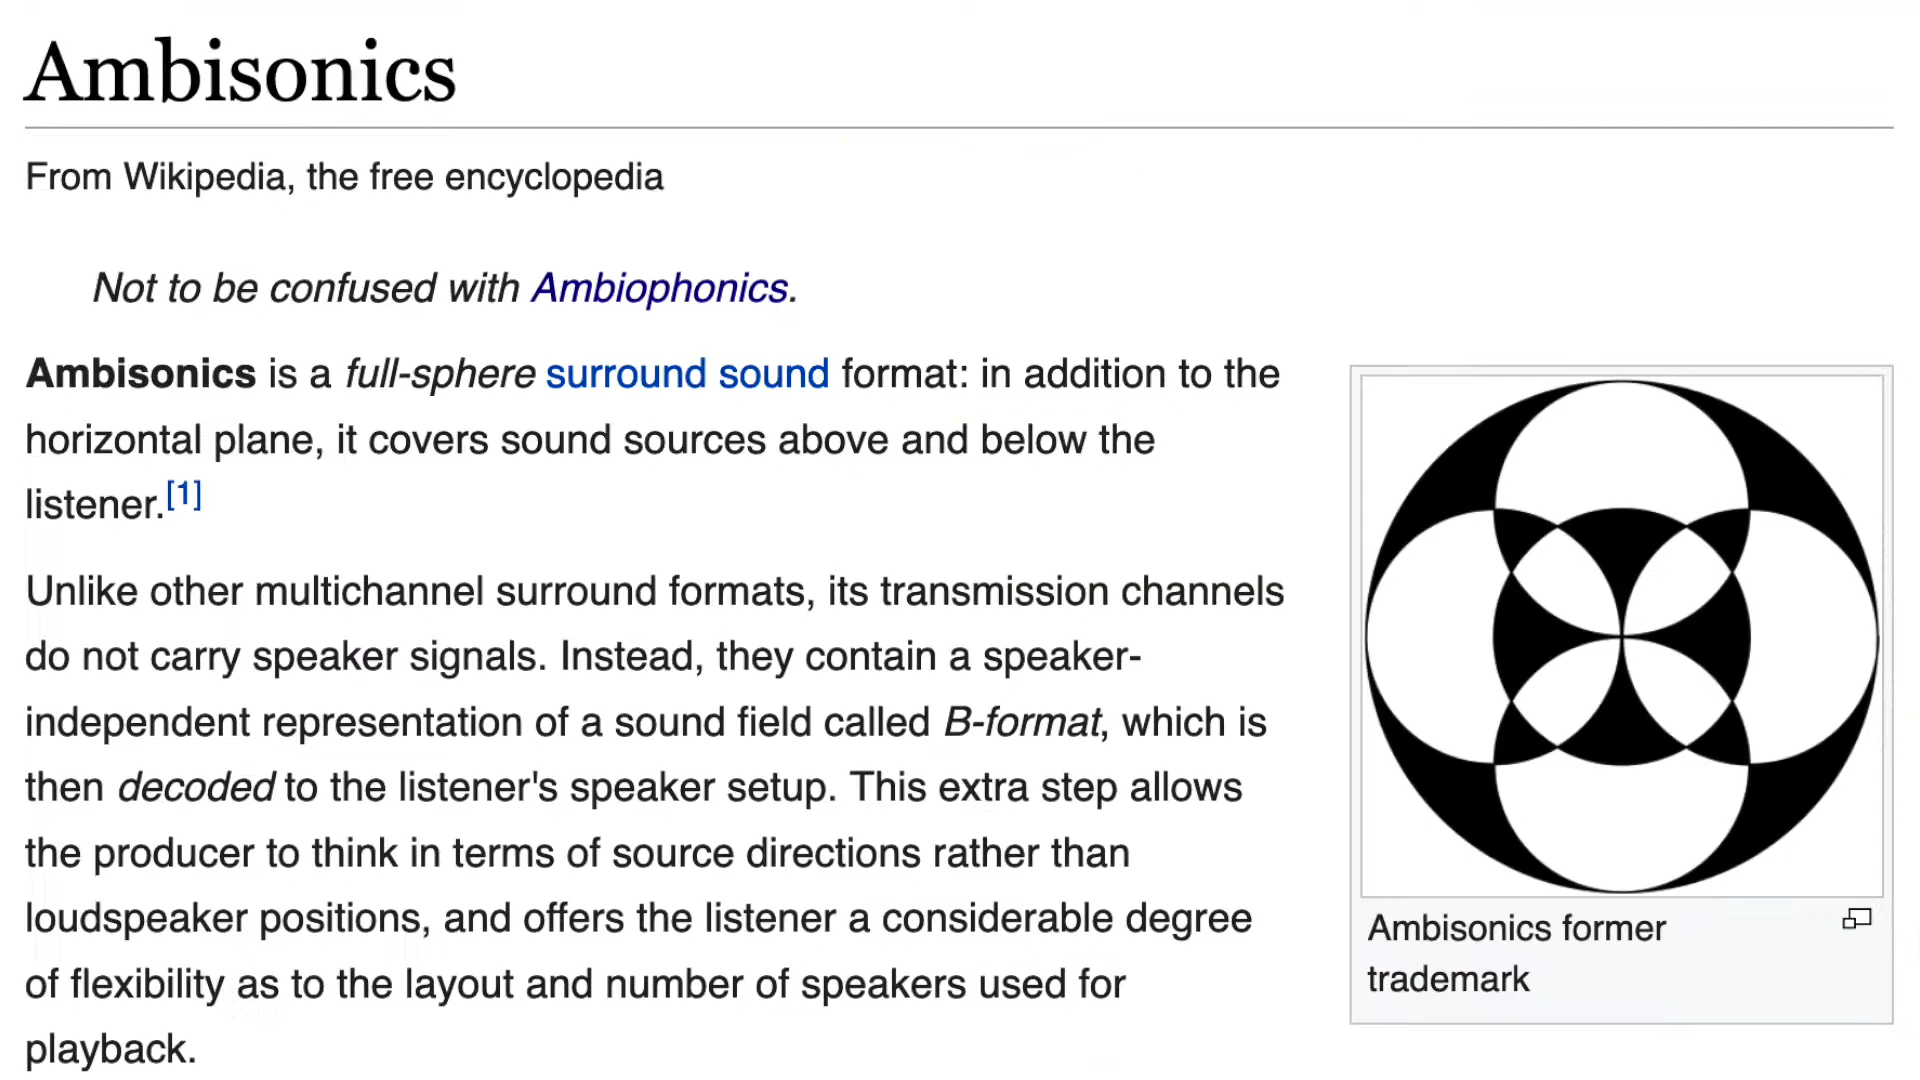 Ambisonics
From Wikipedia, the free encyclopedia
Not to be confused with Ambiophonics.
Ambisonics is a full-sphere surround sound format: in addition to the
horizontal plane, it covers sound sources above and below the
listener.[1]
Unlike other multichannel surround formats, its transmission channels
do not carry speaker signals. Instead, they contain a speaker-
independent representation of a sound field called B-format, which is
then decoded to the listener's speaker setup. This extra step allows
the producer to think in terms of source directions rather than
loudspeaker positions, and offers the listener a considerable degree
of flexibility as to the layout and number of speakers used for
playback.
Ambisonics former
trademark